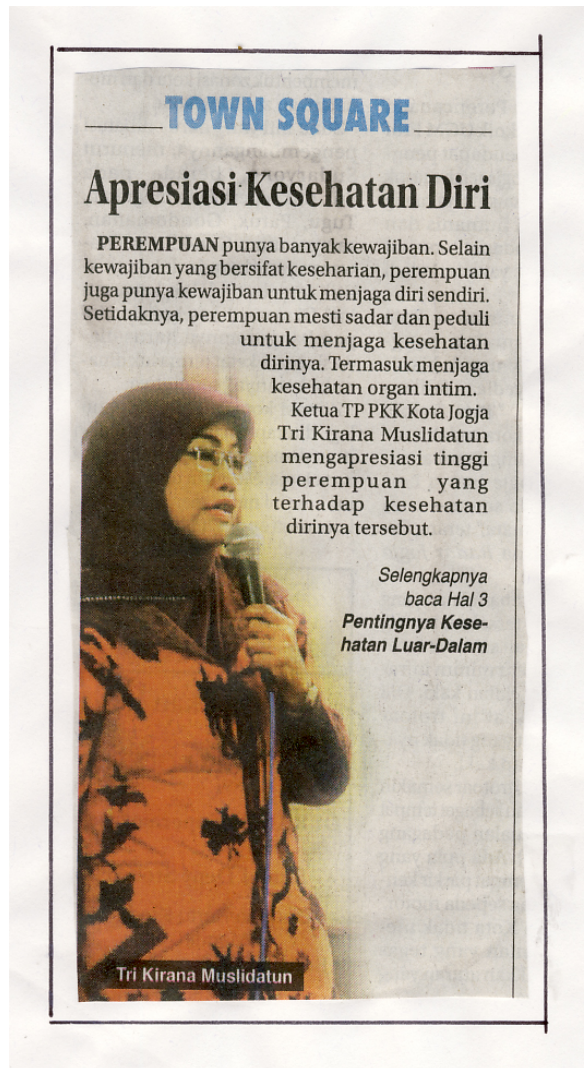 TOWN SQUARE
Apresiasi Kesehatan Diri
PEREMPUAN punya banyak kewajiban. Selain
kewajiban yang bersifat keseharian, perempuan
juga punya kewajiban untuk menjaga diri sendiri.
Setidaknya, perempuan mesti sadar dan peduli
untuk menjaga kesehatan
dirinya. Termasuk menjaga
kesehatan organ intim.
Ketua TP PKK Kota Jogja
Tri Kirana Muslidatun
mengapresiasi tinggi
perempuan yang
terhadap kesehatan
dirinya tersebut.
Selengkapnya
baca Hal 3
Pentingnya Kese-
hatan Luar-Dalam
Tri Kirana Muslidatun